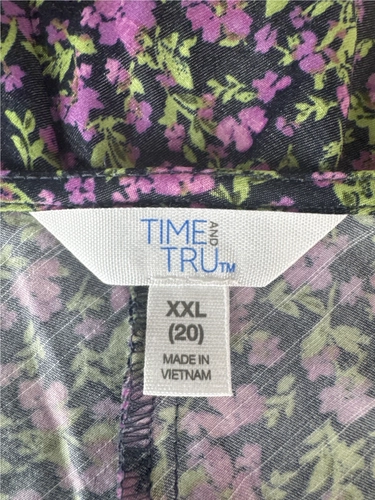 TIME AND
TRU™
XXL
(20)
MADE IN
VIETNAM